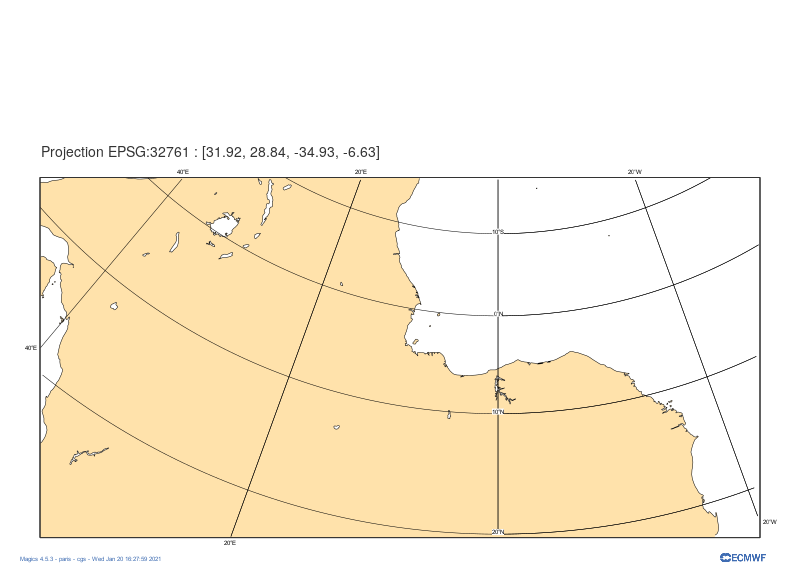 Projection EPSG:32761 : [31.92, 28.84, -34.93, -6.63]
40°E 20°E 20°W
10°S
0°N
40°E
10°N
20°W
20°N
20°E
Magics 4.5.3 - paris - cgs - Wed Jan 20 16:27:59 2021
ECMWF